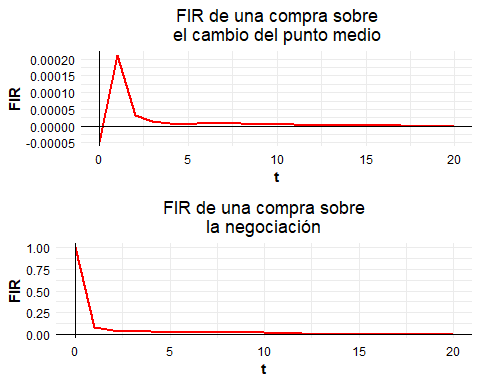 FIR de una compra sobre
el cambio del punto medio
0.00020
0.00015
0.00010
0.00005
0.00000
-0.00005
FIR
0 5 10 15 20
t
FIR de una compra sobre
la negociación
1.00
0.75
0.50
0.25
0.00
FIR
0 5 10 15 20
t